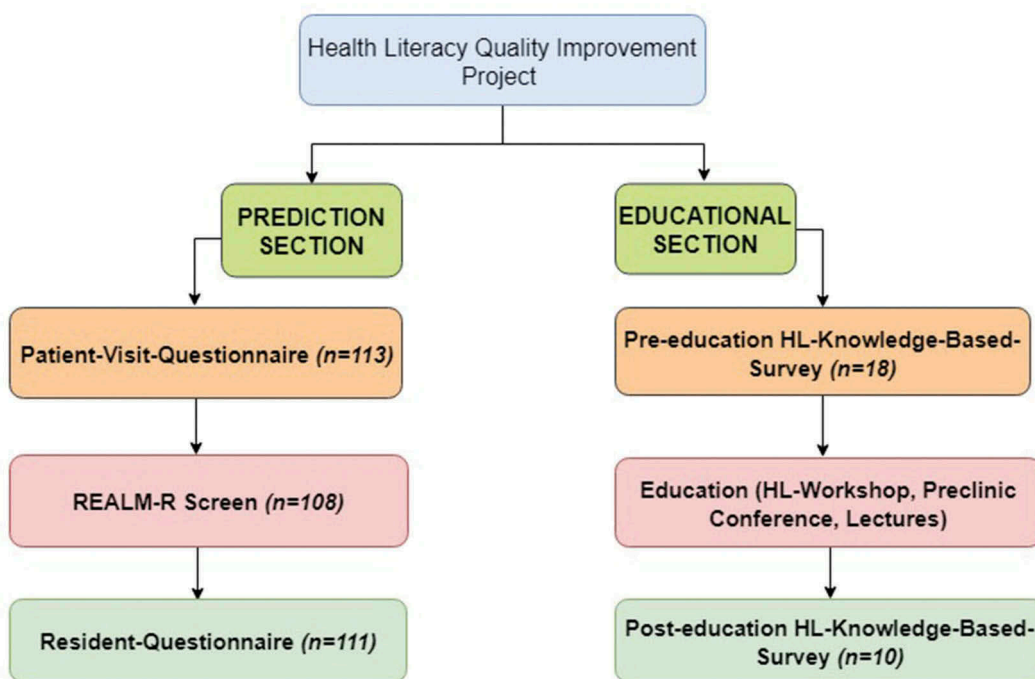 Health Literacy Quality Improvement
Project
PREDICTION
SECTION
Patient-Visit-Questionnaire (n=113)
REALM-R Screen (n=108)
Resident-Questionnaire (n=111)
EDUCATIONAL
SECTION
Pre-education HL-Knowledge-Based-
Survey (n=18)
Education (HL-Workshop, Preclinic
Conference, Lectures)
Post-education HL-Knowledge-Based-
Survey (n=10)